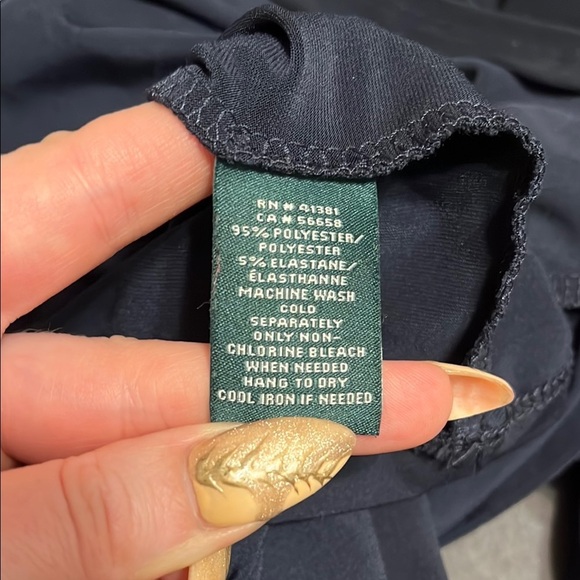 RN # 41381
CA # 56658
95% POLYESTER/
POLYESTER
5% ELASTANE/
ÉLASTHANNE
MACHINE WASH
COLD
SEPARATELY
ONLY NON-
CHLORINE BLEACH
WHEN NEEDED
HANG TO DRY
COOL IRON IF NEEDED